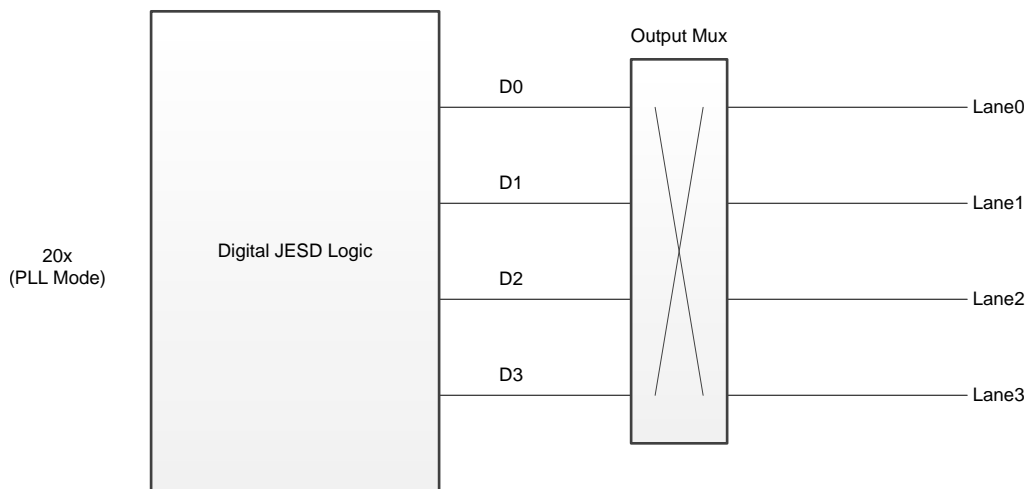 Output Mux
D0
Lane0
D1
Lane1
20x
(PLL Mode)
Digital JESD Logic
D2
Lane2
D3
Lane3